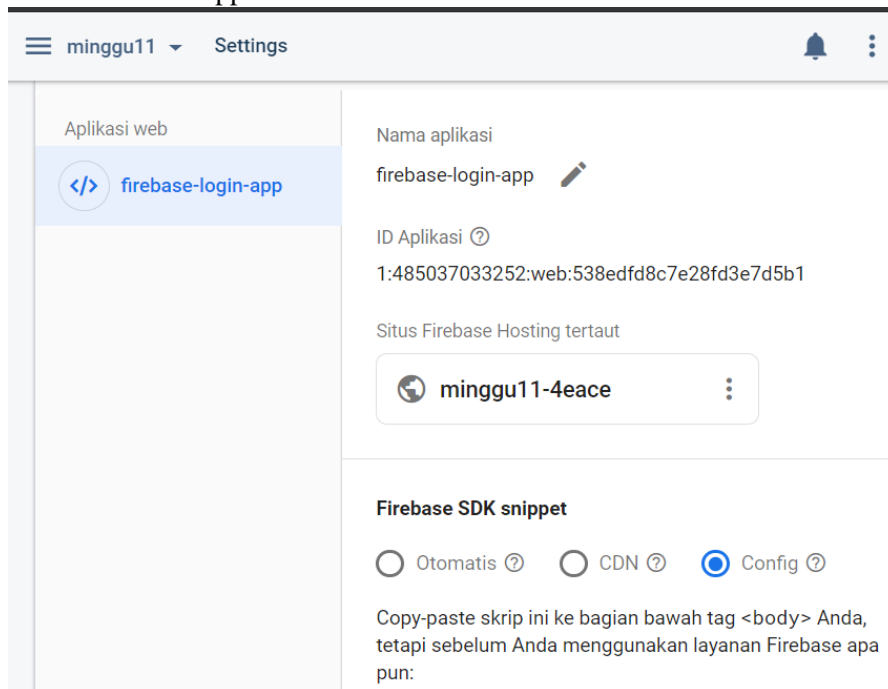 minggu11 Settings
Aplikasi web
firebase-login-app
Nama aplikasi
firebase-login-app
ID Aplikasi
1:485037033252:web:538edfd8c7e28fd3e7d5b1
Situs Firebase Hosting tertaut
minggu11-4eace
Firebase SDK snippet
Otomatis CDN Config
Copy-paste skrip ini ke bagian bawah tag <body> Anda,
tetapi sebelum Anda menggunakan layanan Firebase apa
pun: